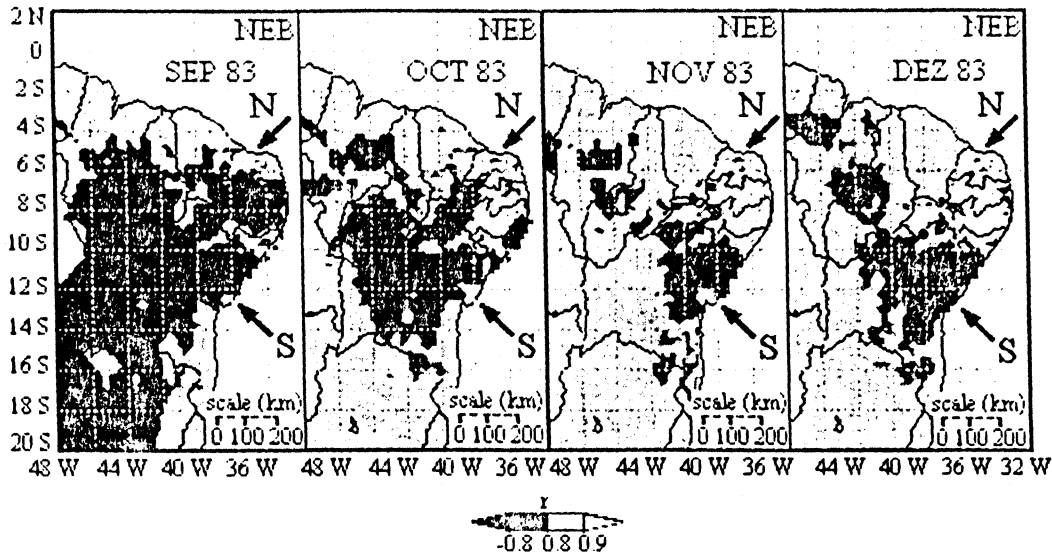 2 N
0
2 S
4 S
6 S
8 S
10 S
12 S
14 S
16 S
18 S
20 S
NEB
SEP 83
N
S
scale (km)
0 100 200
NEB
OCT 83
N
S
scale (km)
0 100 200
NEB
NOV 83
N
S
scale (km)
0 100 200
NEB
DEZ 83
N
S
scale (km)
0 100 200
48 W 44 W 40 W 36 W
48 W 44 W 40 W 36 W
48 W 44 W 40 W 36 W
44 W 40 W 36 W 32 W
r
-0.8 0.8 0.9